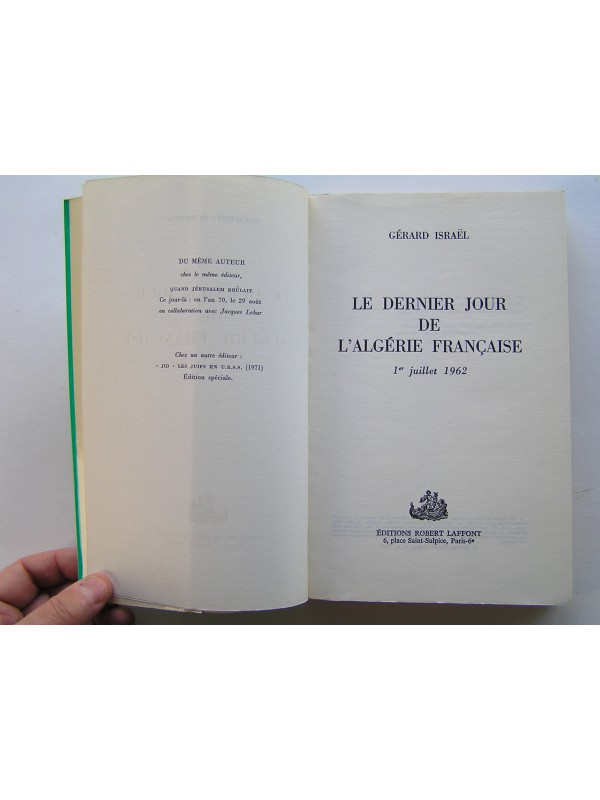 DU MÊME AUTEUR
chez le même éditeur,
QUAND JÉRUSALEM BRÛLAIT
Ce jour-là : en l'an 70, le 29 août
en collaboration avec Jacques Lebar
Chez un autre éditeur :
« JID » LES JUIFS EN U.R.S.S. (1971)
Édition spéciale.
GÉRARD ISRAËL
LE DERNIER JOUR
DE
L'ALGÉRIE FRANÇAISE
1er juillet 1962
ÉDITIONS ROBERT LAFFONT
6, place Saint-Sulpice, Paris-6e